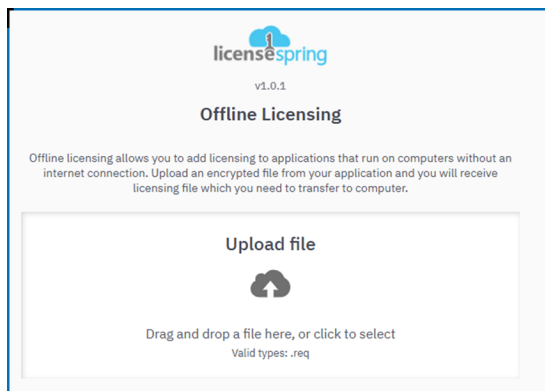 licensespring
v1.0.1
Offline Licensing
Offline licensing allows you to add licensing to applications that run on computers without an
internet connection. Upload an encrypted file from your application and you will receive
licensing file which you need to transfer to computer.
Upload file
Drag and drop a file here, or click to select
Valid types: .req